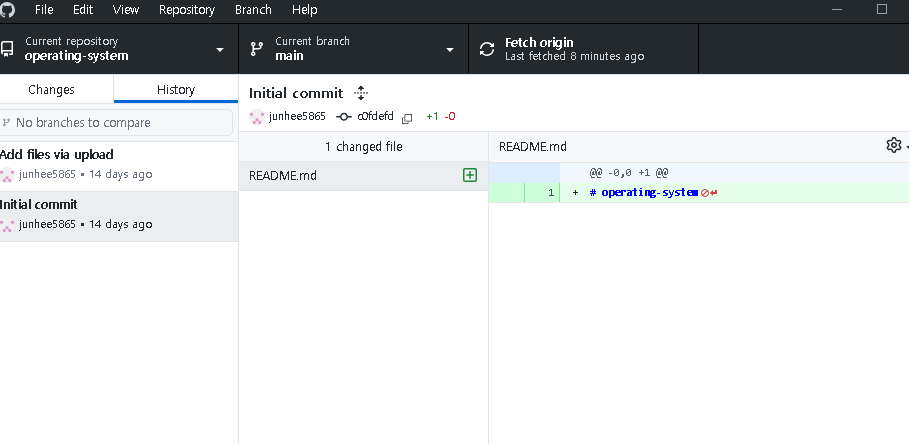 File Edit View Repository Branch Help
Current repository
operating-system
Current branch
main
Fetch origin
Last fetched 8 minutes ago
Changes
History
No branches to compare
Add files via upload
junhee5865 • 14 days ago
Initial commit
junhee5865 • 14 days ago
Initial commit
junhee5865 c0fdefd +1 -0
1 changed file
README.md
README.md
@@ -0,0 +1 @@
1 + # operating-system